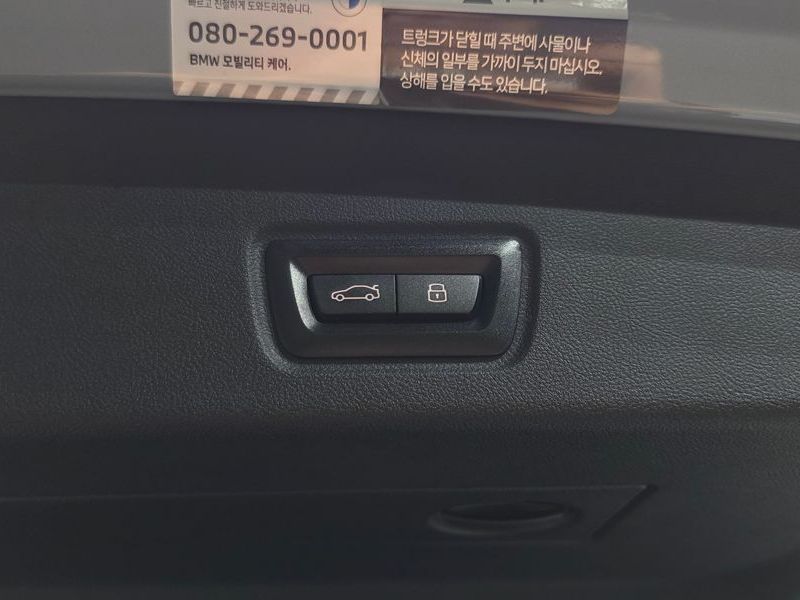 빠르고 친절하게 도와드리겠습니다.
080-269-0001
BMW 모빌리티 케어.
트렁크가 닫힐 때 주변에 사물이나
신체의 일부를 가까이 두지 마십시오.
상해를 입을 수도 있습니다.